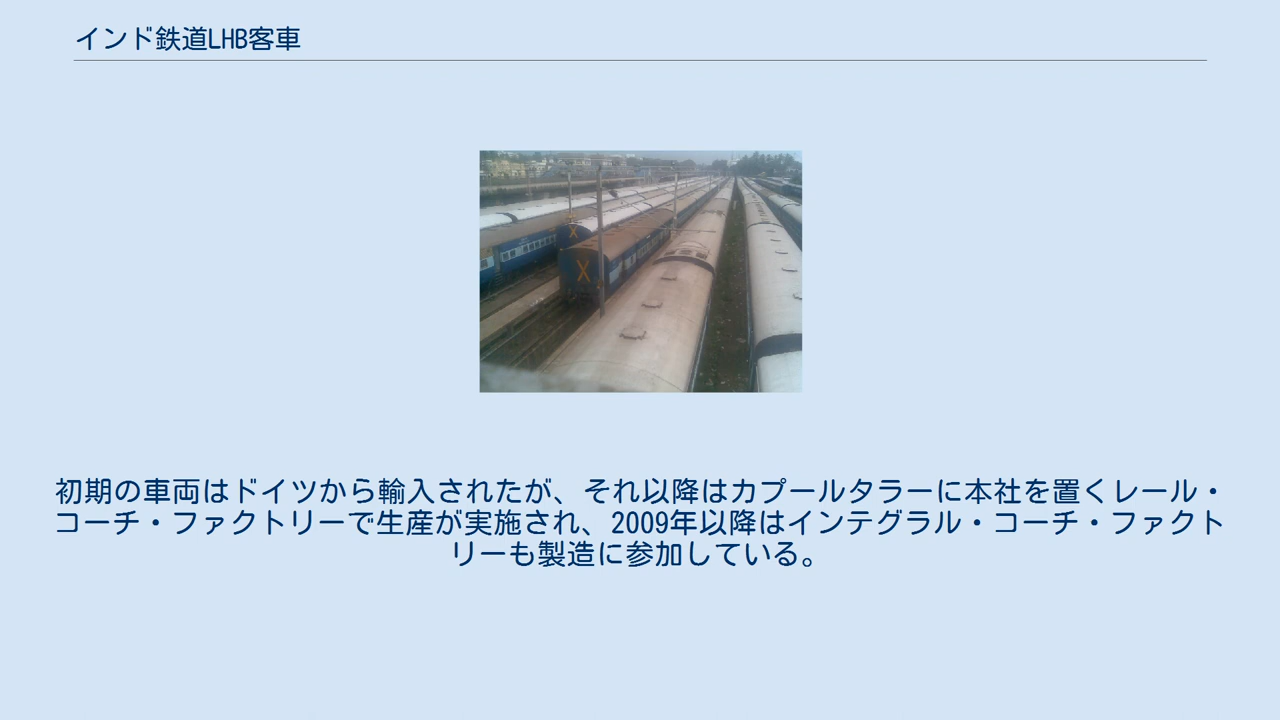 インド鉄道LHB客車
初期の車両はドイツから輸入されたが、それ以降はカプールタラーに本社を置くレール・
コーチ・ファクトリーで生産が実施され、2009年以降はインテグラル・コーチ・ファクト
リーも製造に参加している。